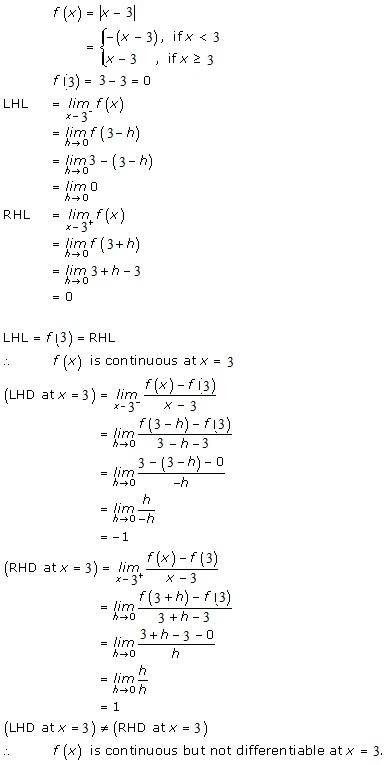 f(x) = |x − 3|
= { −(x − 3), if x < 3
x − 3 , if x ≥ 3
f(3) = 3 − 3 = 0
LHL = lim x−3⁻ f(x)
= lim h→0 f(3 − h)
= lim h→0 3 − (3 − h)
= lim h→0 0
RHL = lim x−3⁺ f(x)
= lim h→0 f(3 + h)
= lim h→0 3 + h − 3
= 0
LHL = f(3) = RHL
∴ f(x) is continuous at x = 3
(LHD at x = 3) = lim x−3⁻ (f(x) − f(3))/(x − 3)
= lim h→0 (f(3 − h) − f(3))/(3 − h − 3)
= lim h→0 (3 − (3 − h) − 0)/(−h)
= lim h→0 h/(−h)
= −1
(RHD at x = 3) = lim x−3⁺ (f(x) − f(3))/(x − 3)
= lim h→0 (f(3 + h) − f(3))/(3 + h − 3)
= lim h→0 (3 + h − 3 − 0)/h
= lim h→0 h/h
= 1
(LHD at x = 3) ≠ (RHD at x = 3)
∴ f(x) is continuous but not differentiable at x = 3.